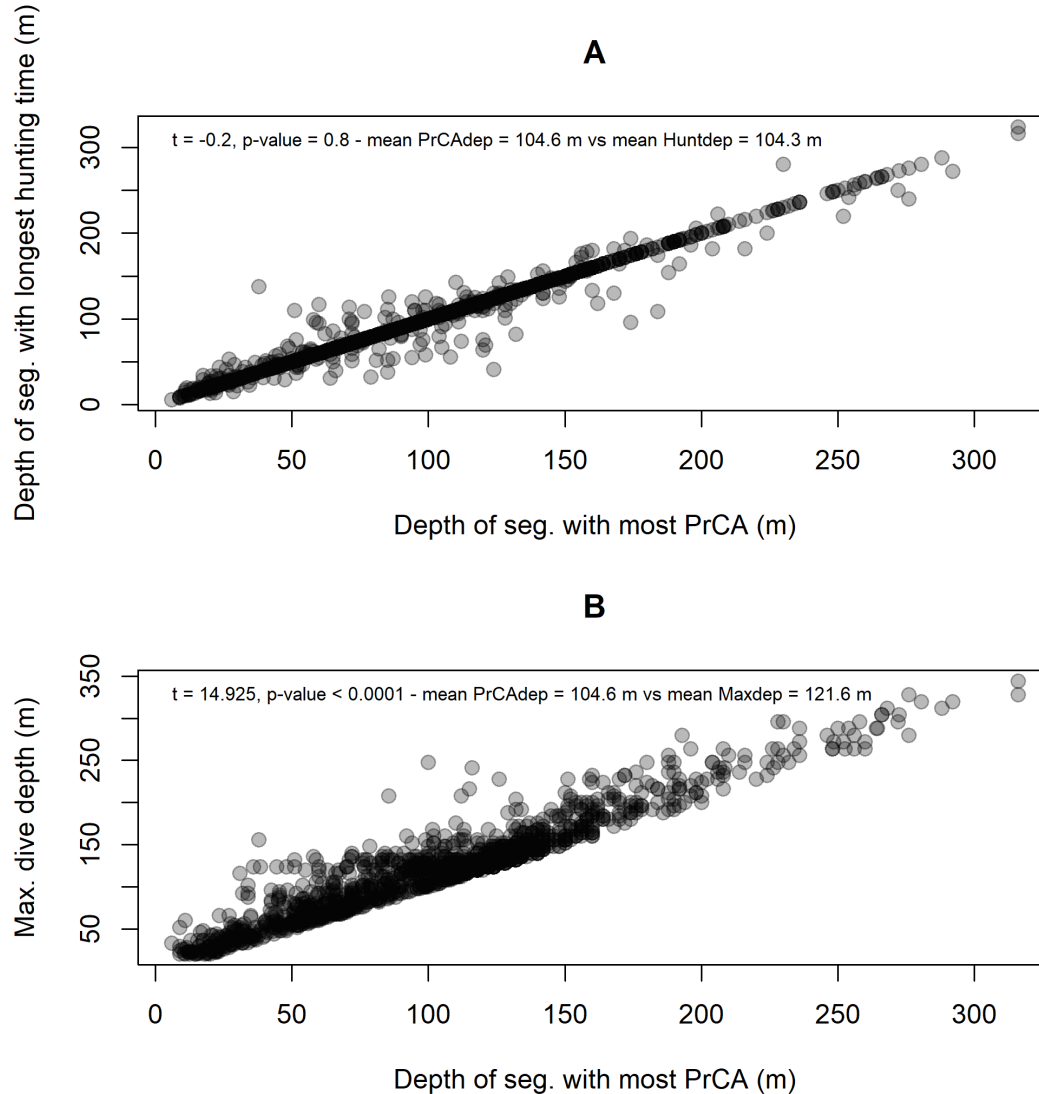 A
t = -0.2, p-value = 0.8 - mean PrCAdep = 104.6 m vs mean Huntdep = 104.3 m
Depth of seg. with longest hunting time (m)
300
200
100
0
0 50 100 150 200 250 300
Depth of seg. with most PrCA (m)
B
t = 14.925, p-value < 0.0001 - mean PrCAdep = 104.6 m vs mean Maxdep = 121.6 m
Max. dive depth (m)
350
250
150
50
0 50 100 150 200 250 300
Depth of seg. with most PrCA (m)